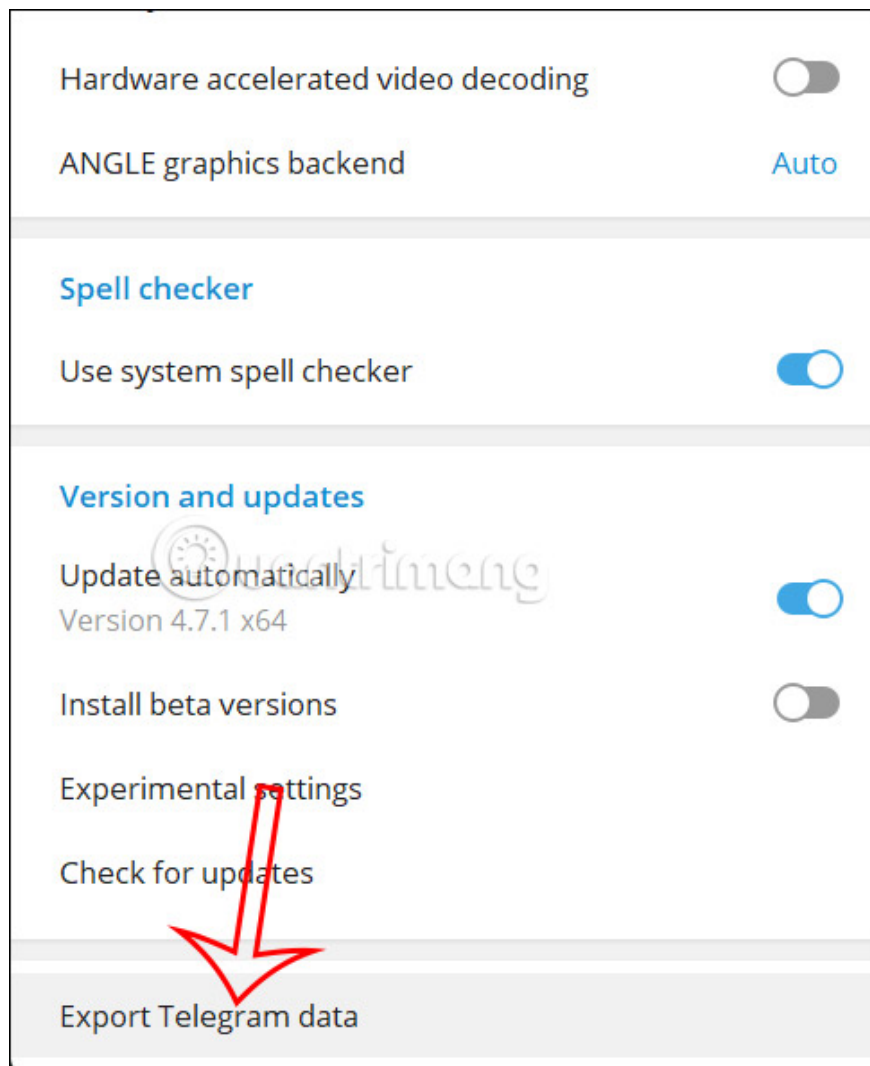 Hardware accelerated video decoding
ANGLE graphics backend Auto
Spell checker
Use system spell checker
Version and updates
Quantrimang
Update automatically
Version 4.7.1 x64
Install beta versions
Experimental settings
Check for updates
Export Telegram data